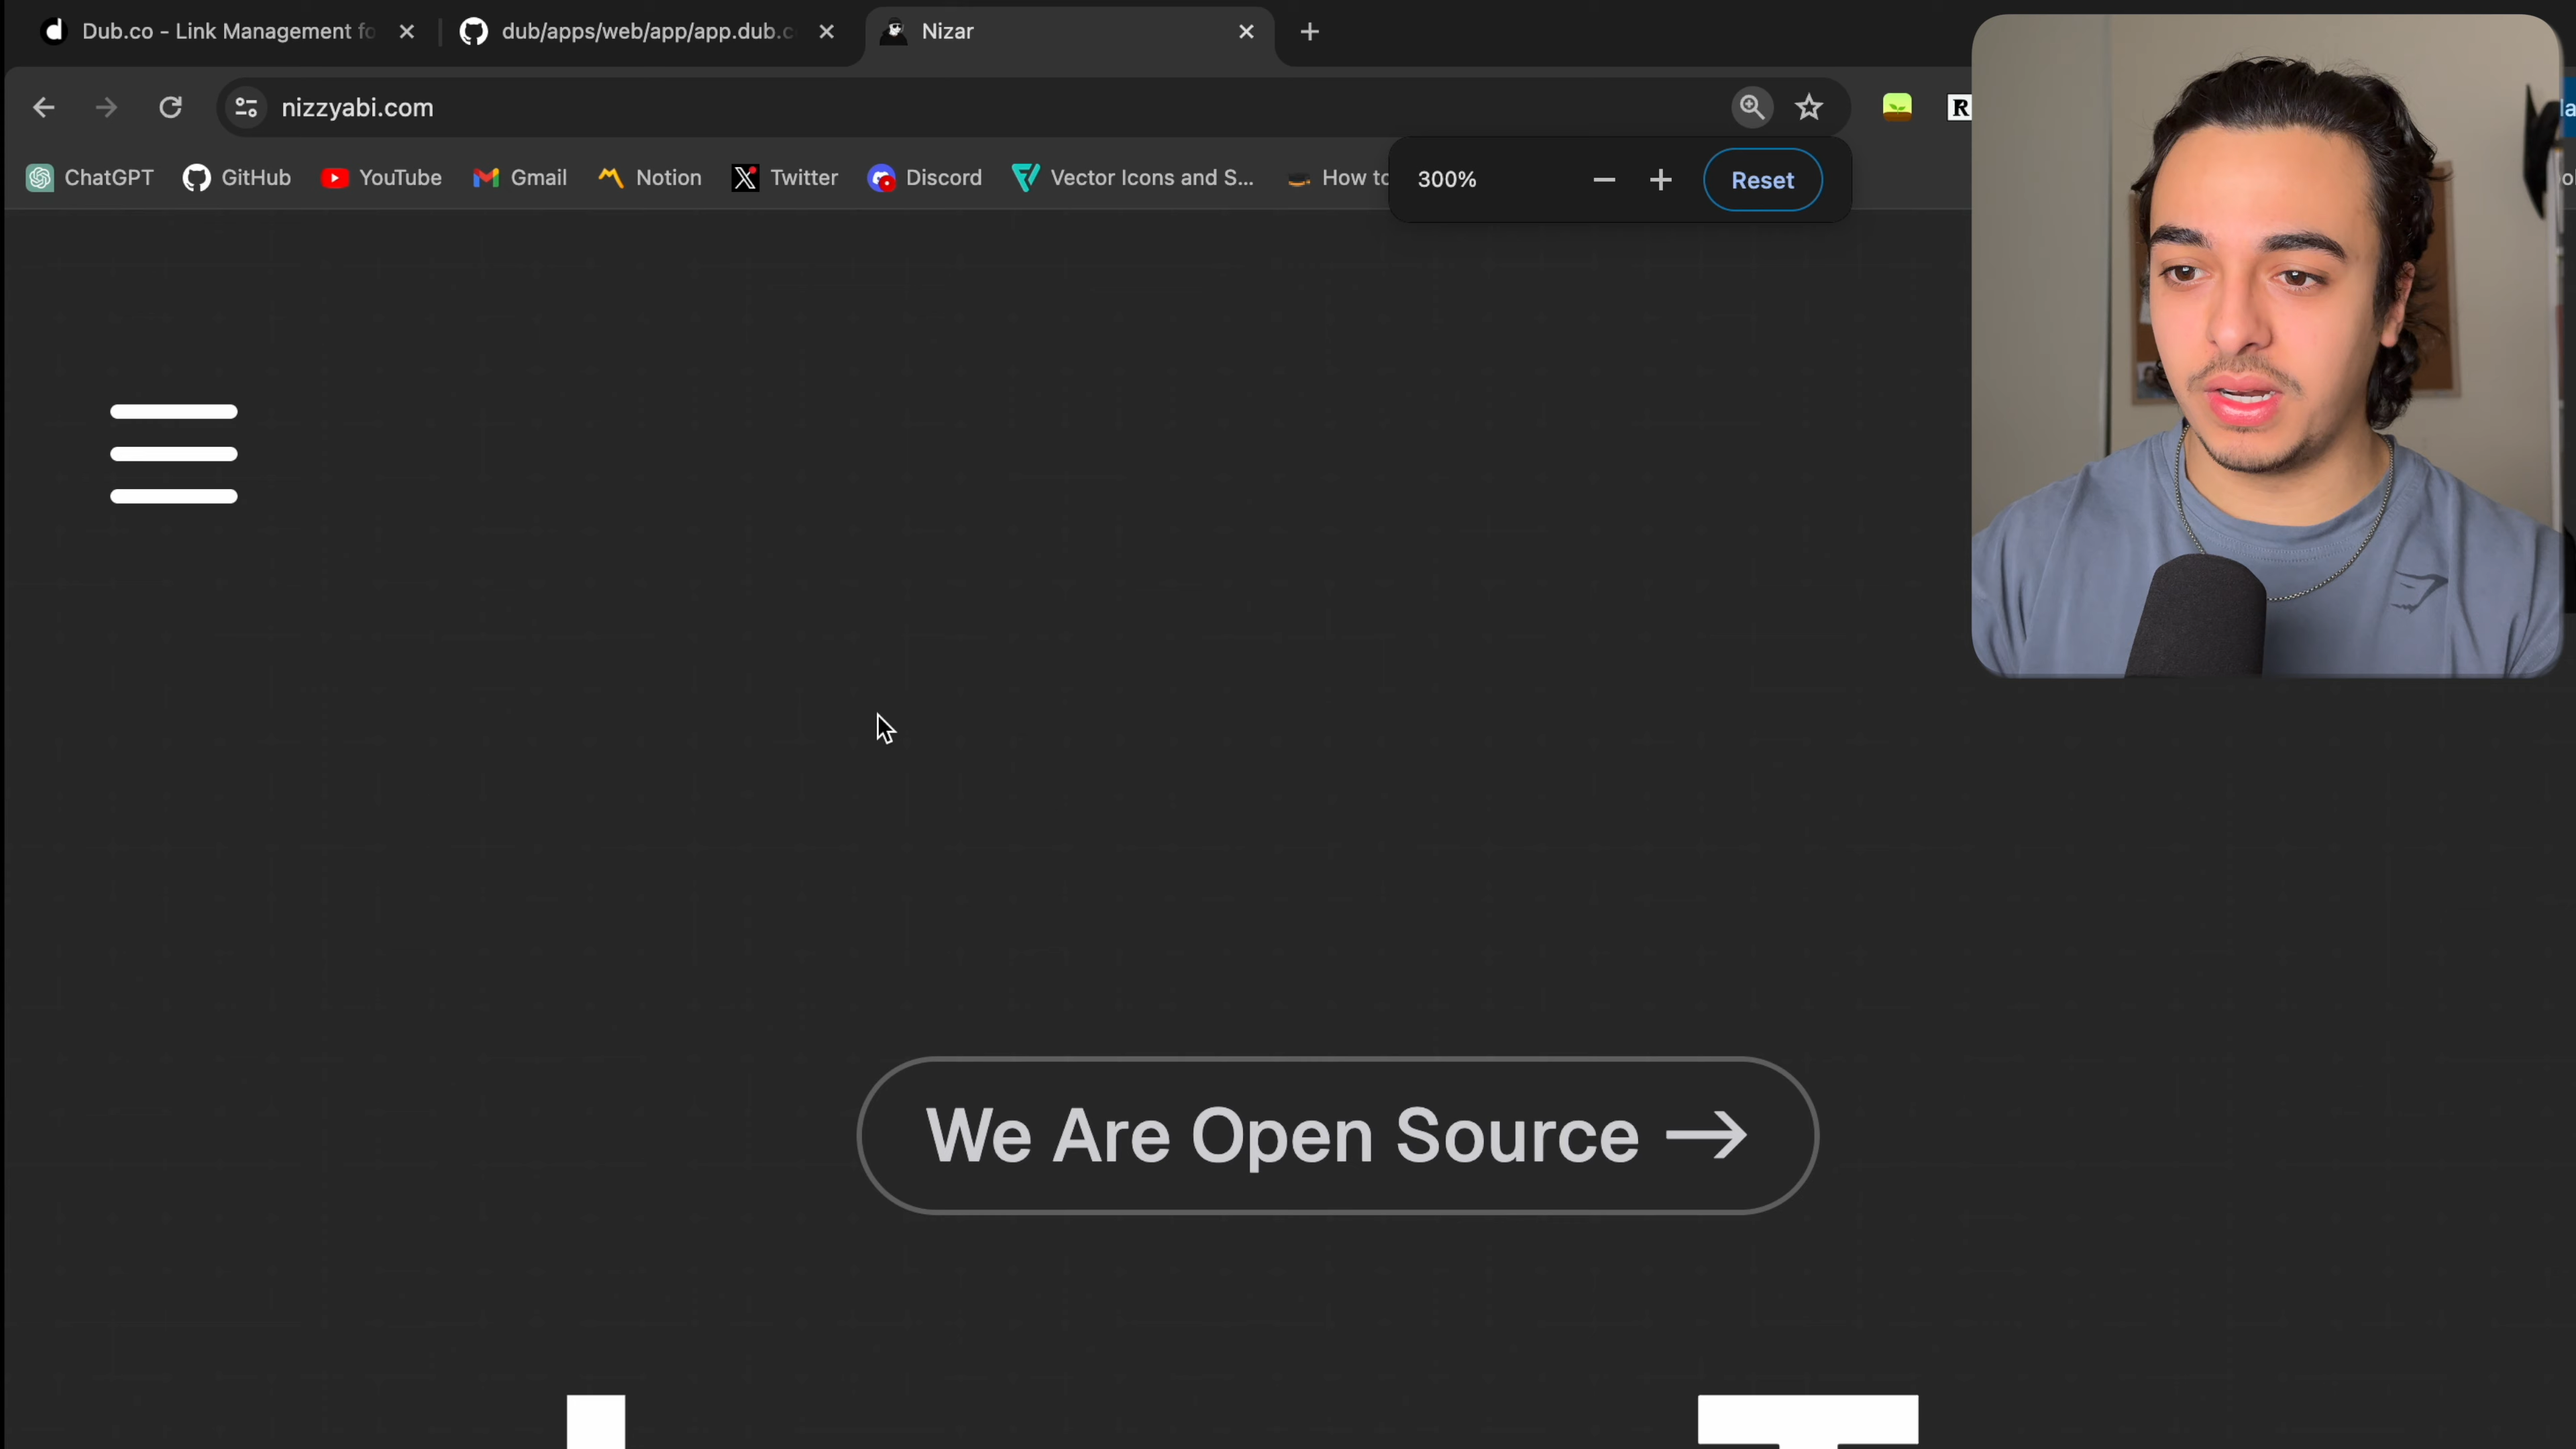 Dub.co - Link Management fo
dub/apps/web/app/app.dub.c
Nizar
nizzyabi.com
ChatGPT
GitHub
YouTube
Gmail
Notion
Twitter
Discord
Vector Icons and S...
How to
300%
Reset
We Are Open Source →